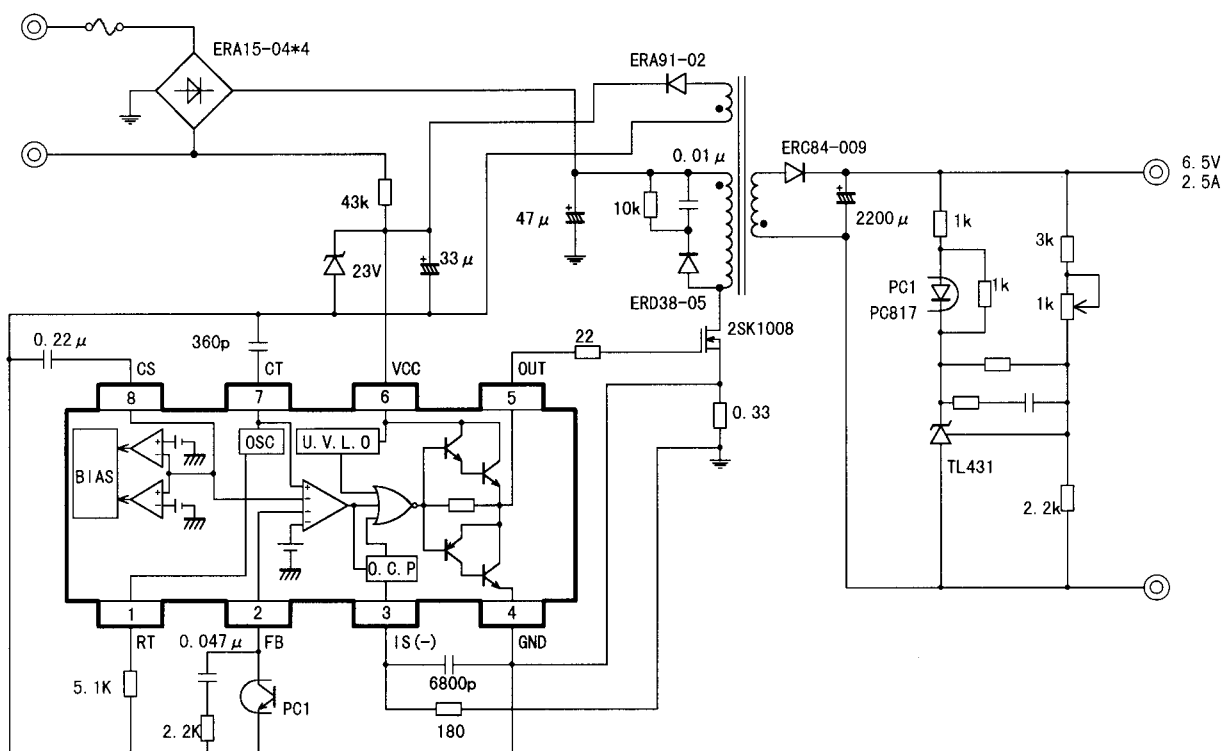 ERA15-04*4
ERA91-02
ERC84-009
6.5V
2.5A
0.01μ
43k
47μ
10k
2200μ
1k
3k
23V
33μ
ERD38-05
PC1
PC817
1k
1k
0.22μ
360p
22
2SK1008
CS
CT
VCC
OUT
8
7
6
5
0.33
OSC
U.V.L.O
BIAS
TL431
2.2k
O.C.P
1
2
3
4
RT
0.047μ
FB
IS(-)
GND
5.1K
6800p
2.2K
PC1
180